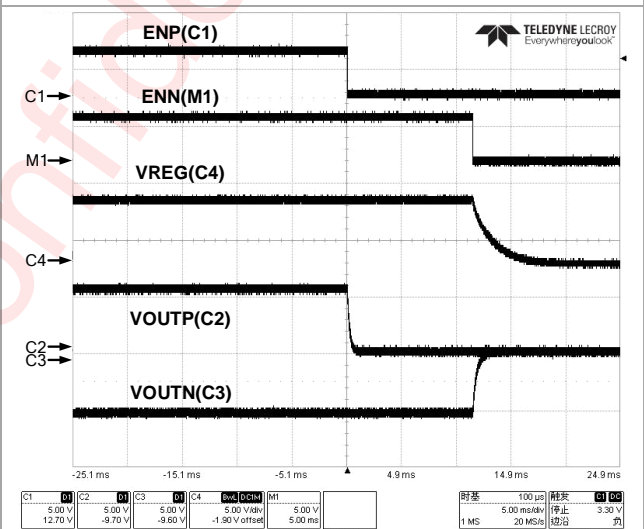 ENP(C1)
TELEDYNE LECROY
Everywhereyoulook™
C1
ENN(M1)
M1
VREG(C4)
C4
VOUTP(C2)
C2
C3
VOUTN(C3)
-25.1 ms -15.1 ms -5.1 ms 4.9 ms 14.9 ms 24.9 ms
C1 D1 C2 D1 C3 D1 C4 BwL DC1M M1 时基 100 µs 触发 C1 DC
5.00 V 5.00 V 5.00 V 5.00 V/div 5.00 V 5.00 ms/div 停止 3.30 V
12.70 V -9.70 V -9.60 V -1.90 V offset 5.00 ms 1 MS 20 MS/s 边沿 负